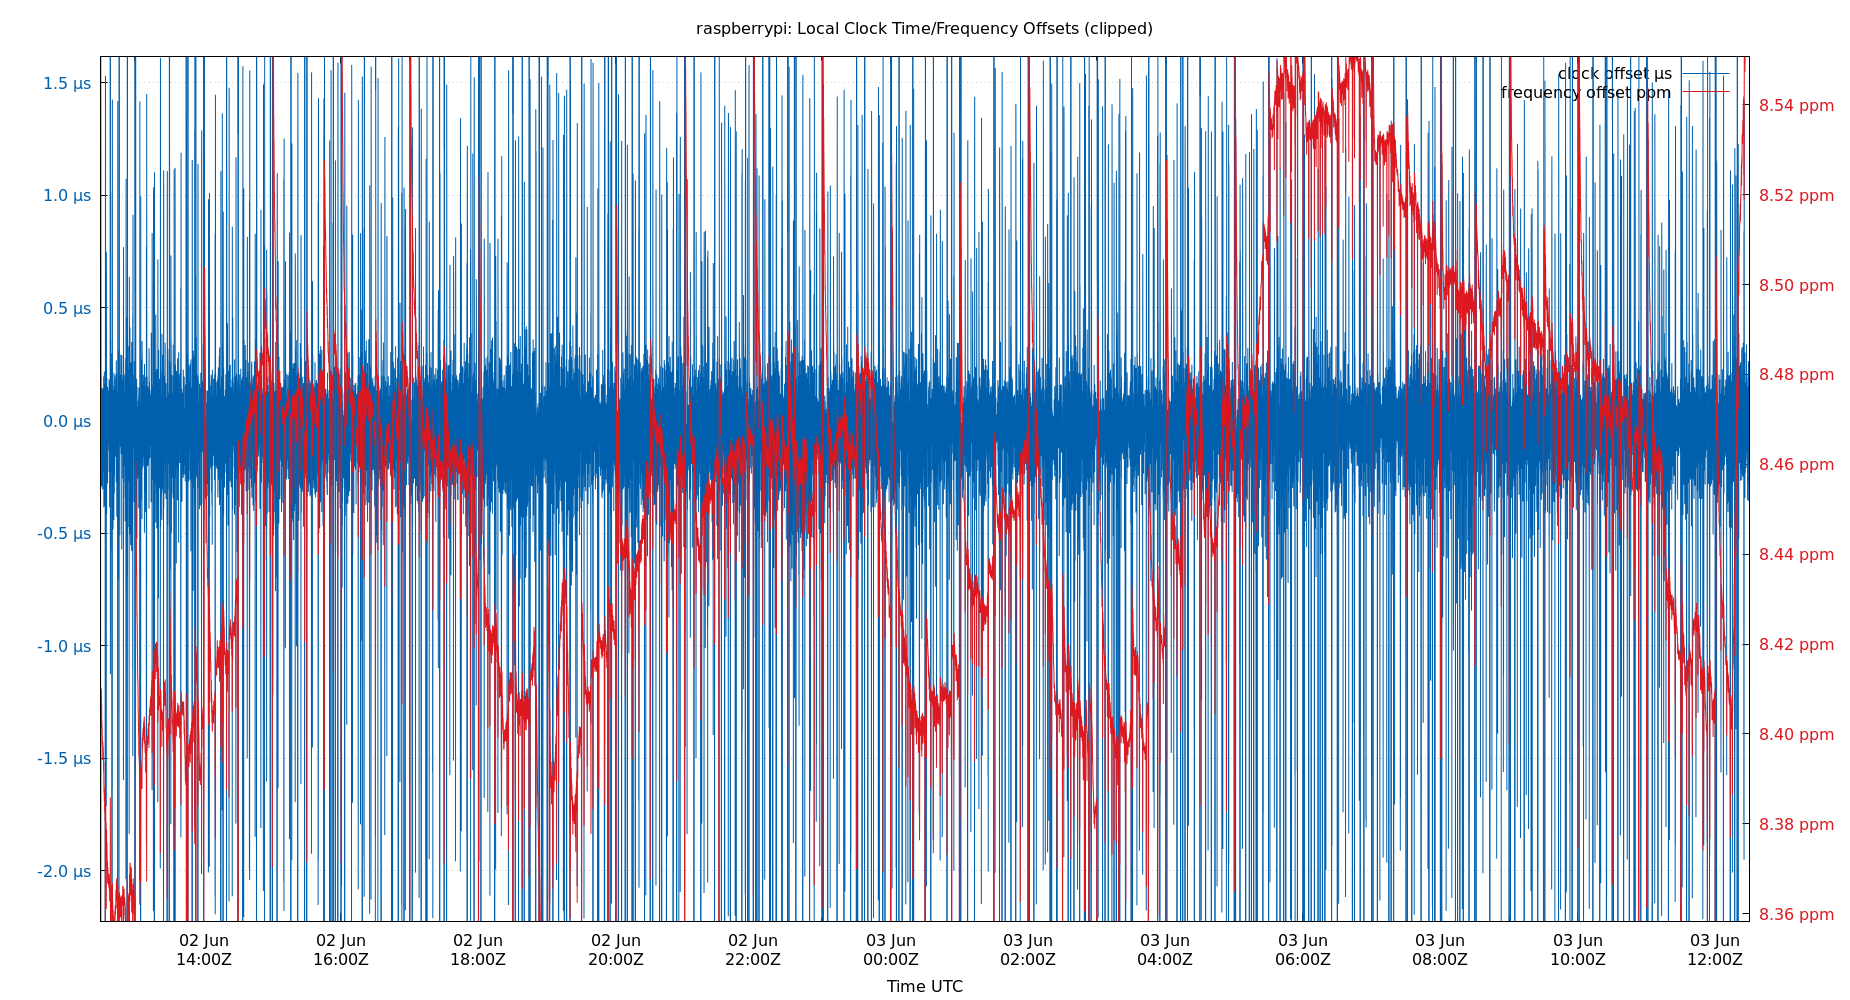 raspberrypi: Local Clock Time/Frequency Offsets (clipped)
clock offset µs
frequency offset ppm
1.5 µs
1.0 µs
0.5 µs
0.0 µs
-0.5 µs
-1.0 µs
-1.5 µs
-2.0 µs
8.54 ppm
8.52 ppm
8.50 ppm
8.48 ppm
8.46 ppm
8.44 ppm
8.42 ppm
8.40 ppm
8.38 ppm
8.36 ppm
02 Jun 02 Jun 02 Jun 02 Jun 02 Jun 03 Jun 03 Jun 03 Jun 03 Jun 03 Jun 03 Jun 03 Jun
14:00Z 16:00Z 18:00Z 20:00Z 22:00Z 00:00Z 02:00Z 04:00Z 06:00Z 08:00Z 10:00Z 12:00Z
Time UTC